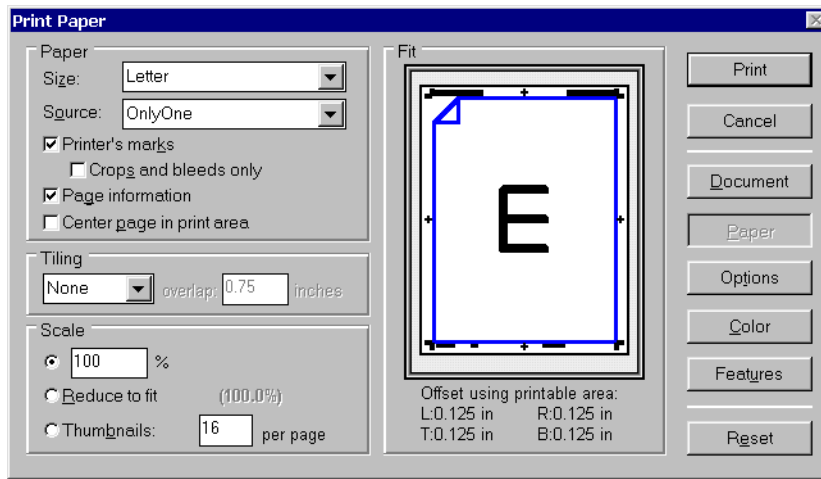 Print Paper
Paper
Size: Letter
Source: OnlyOne
Printer's marks
Crops and bleeds only
Page information
Center page in print area
Tiling
None overlap: 0.75 inches
Scale
100 %
Reduce to fit (100.0%)
Thumbnails: 16 per page
Fit
E
Offset using printable area:
L:0.125 in R:0.125 in
T:0.125 in B:0.125 in
Print
Cancel
Document
Paper
Options
Color
Features
Reset